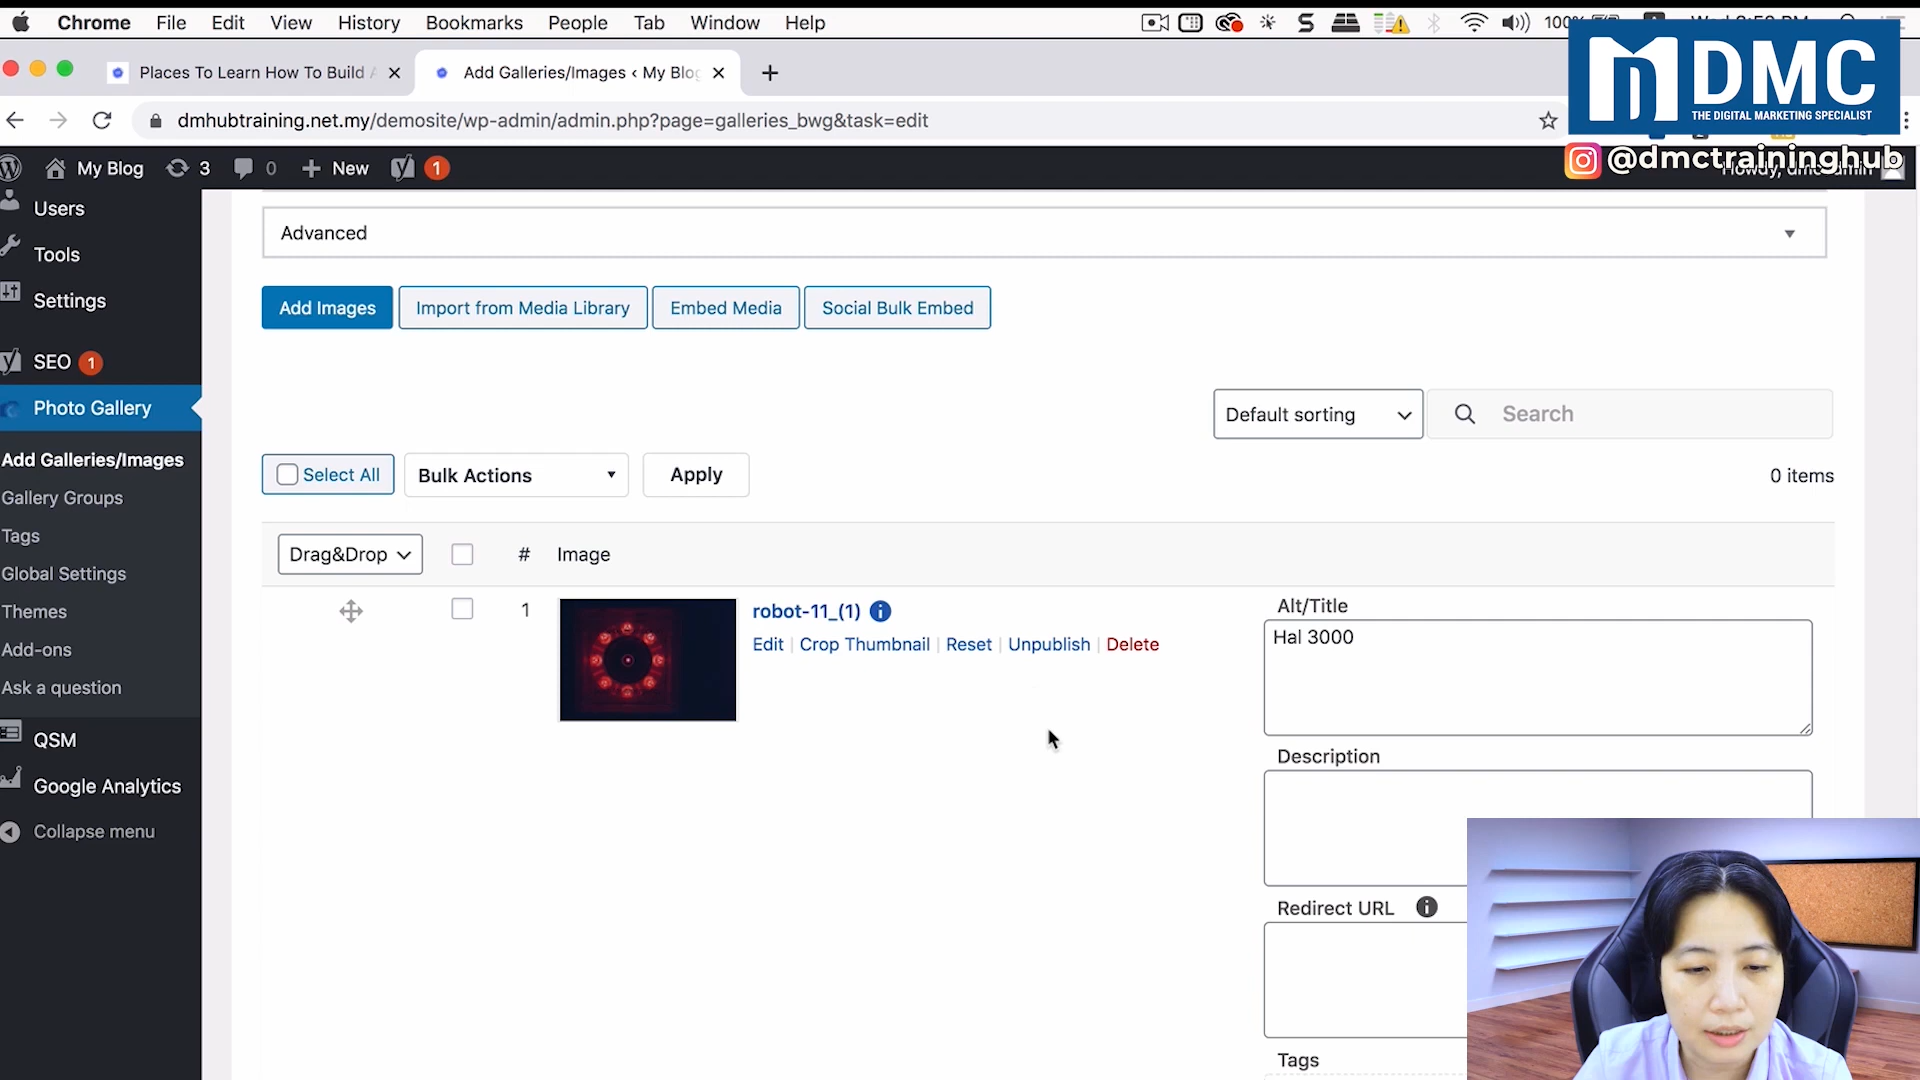 Chrome File Edit View History Bookmarks People Tab Window Help
100%
Places To Learn How To Build
Add Galleries/Images ‹ My Blog
dmhubtraining.net.my/demosite/wp-admin/admin.php?page=galleries_bwg&task=edit
DMC
THE DIGITAL MARKETING SPECIALIST
@dmctraininghub
My Blog 3 0 New 1
Users
Tools
Settings
SEO 1
Photo Gallery
Add Galleries/Images
Gallery Groups
Tags
Global Settings
Themes
Add-ons
Ask a question
QSM
Google Analytics
Collapse menu
Advanced
Add Images Import from Media Library Embed Media Social Bulk Embed
Default sorting Search
Select All Bulk Actions Apply 0 items
Drag&Drop # Image
1 robot-11_(1)
Edit | Crop Thumbnail | Reset | Unpublish | Delete
Alt/Title
Hal 3000
Description
Redirect URL
Tags